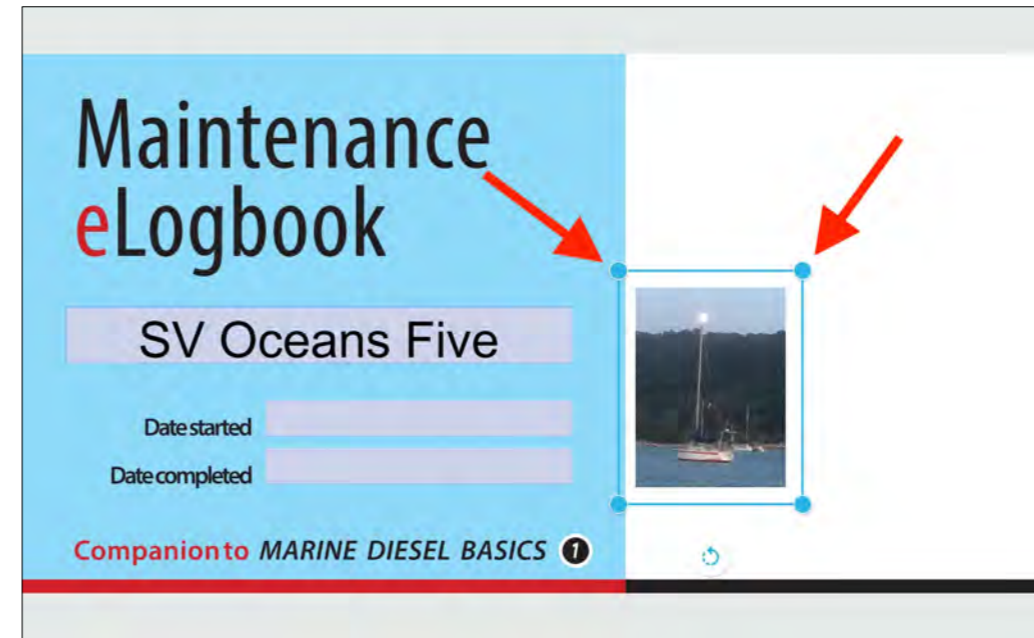 Maintenance
eLogbook
SV Oceans Five
Date started
Date completed
Companion to MARINE DIESEL BASICS 1